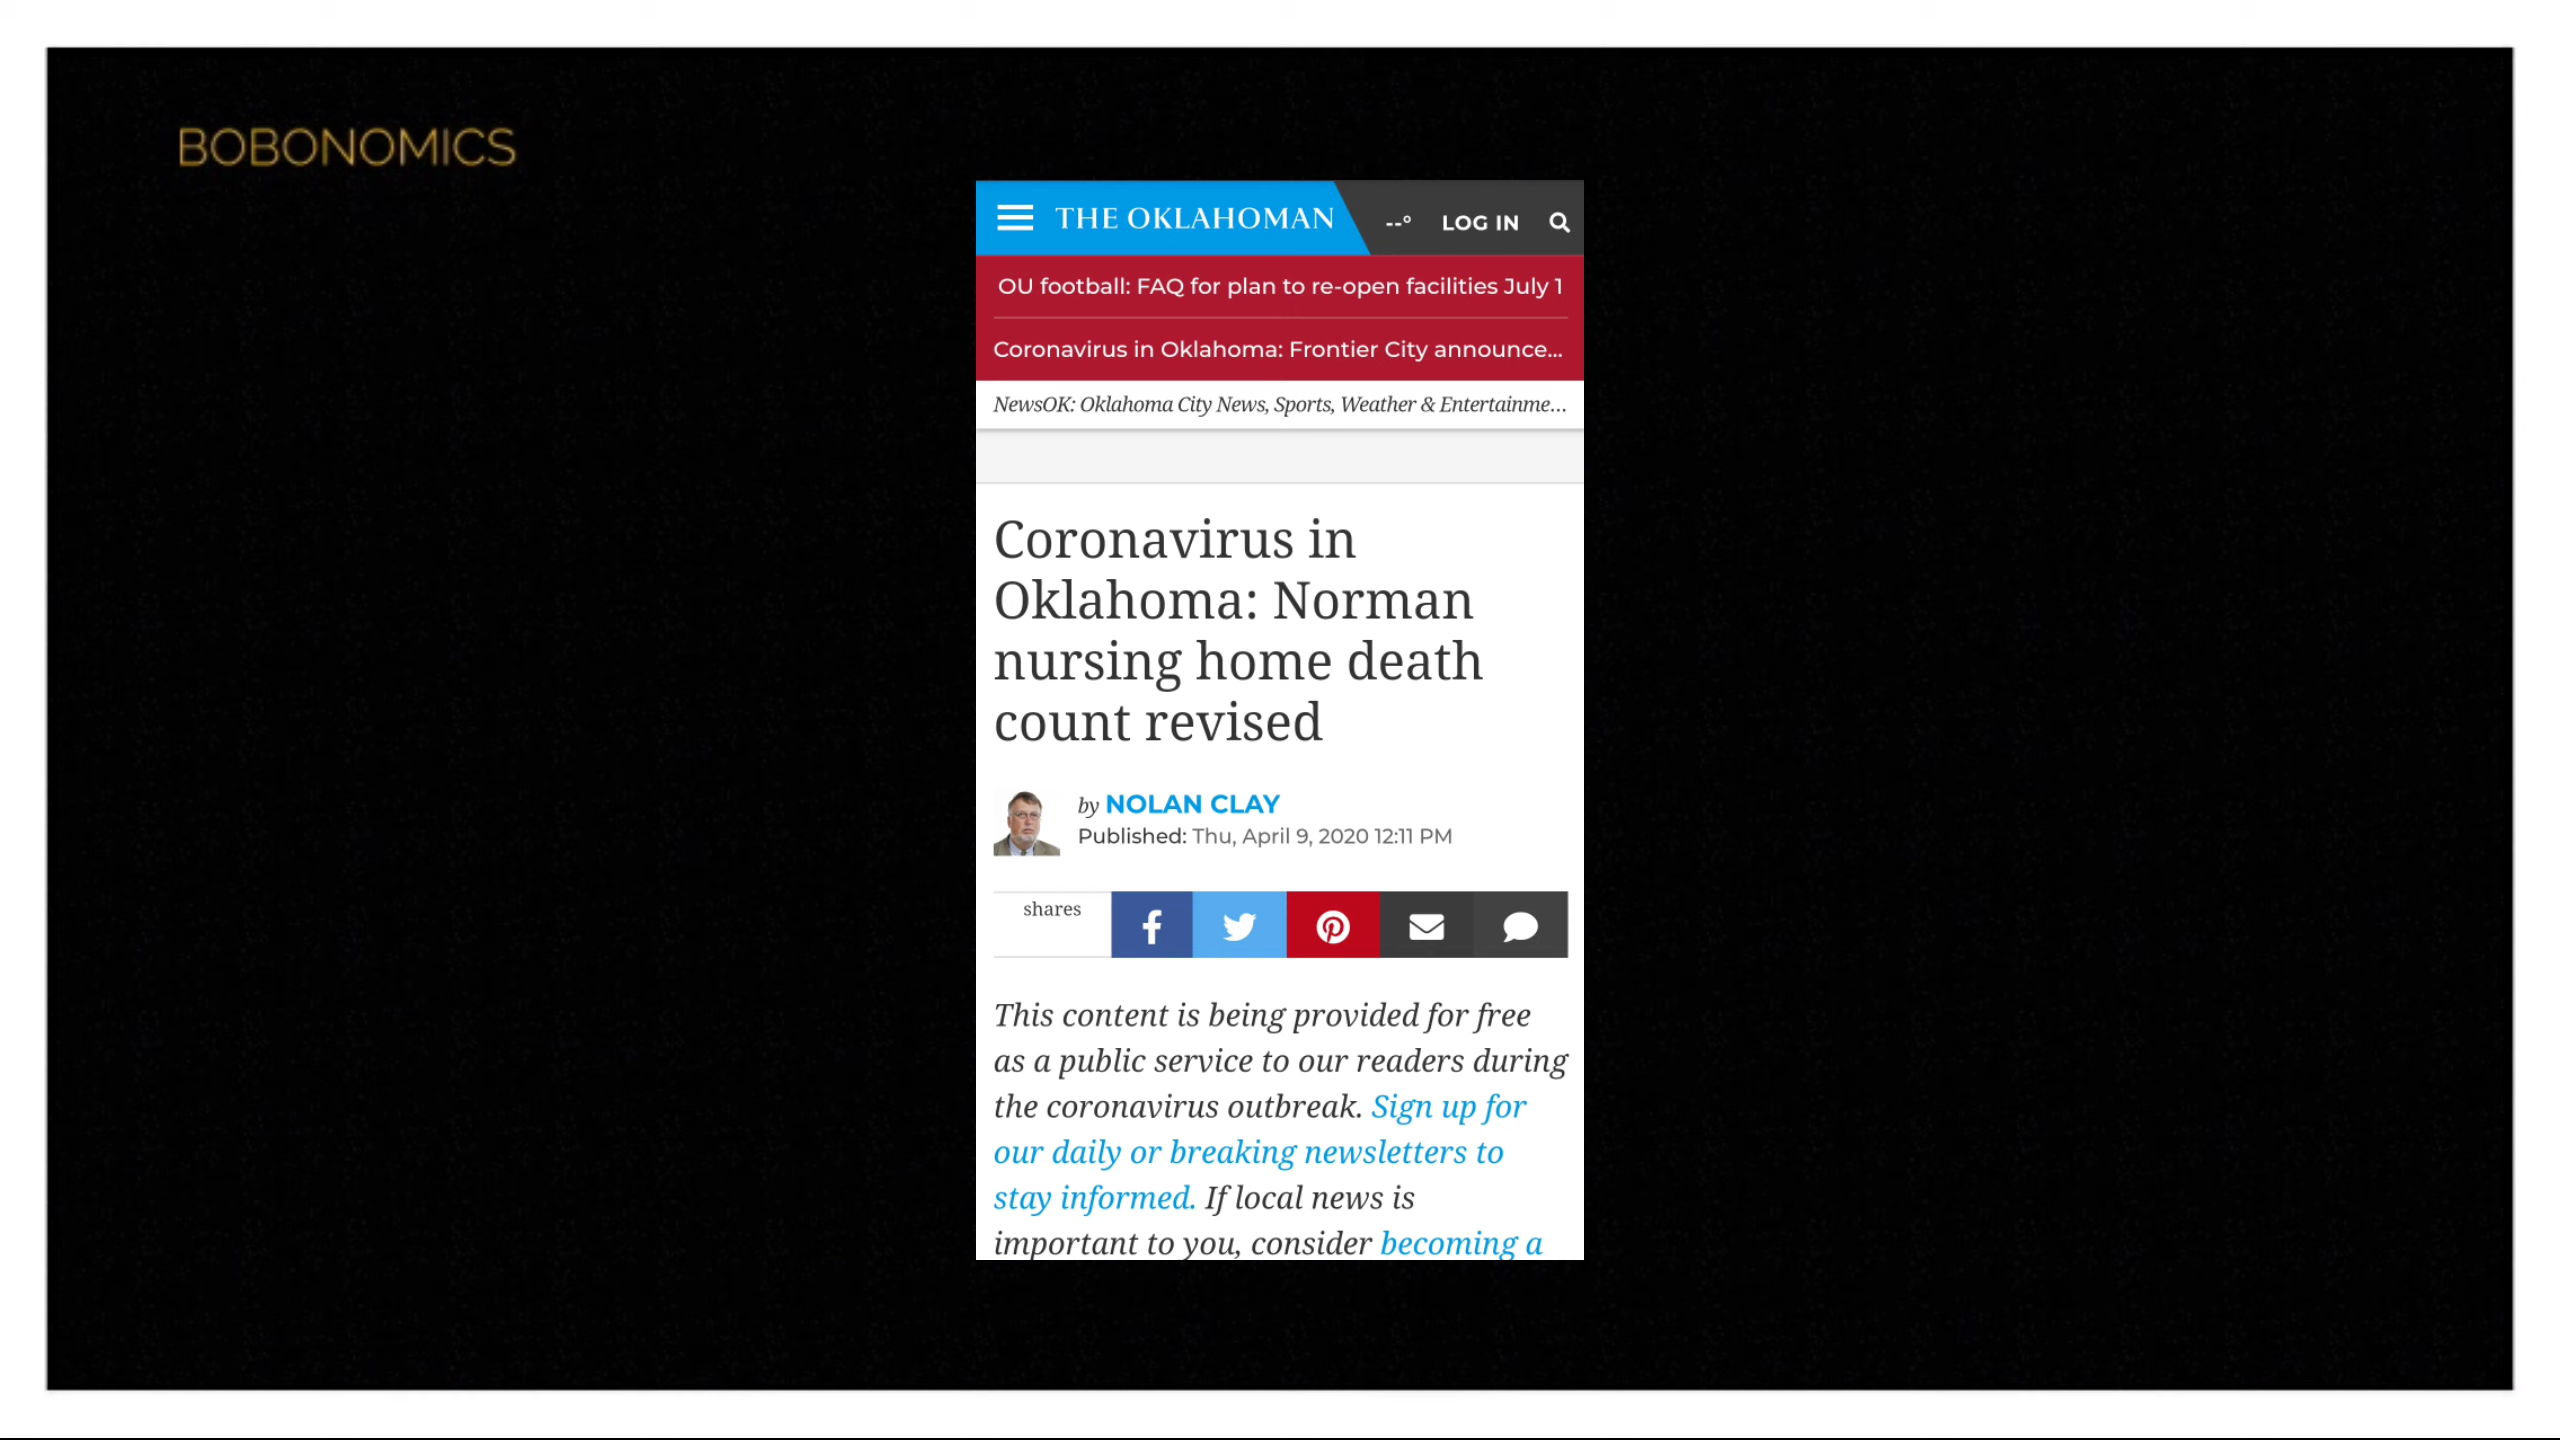 BOBONOMICS
THE OKLAHOMAN
--° LOG IN
OU football: FAQ for plan to re-open facilities July 1
Coronavirus in Oklahoma: Frontier City announce...
NewsOK: Oklahoma City News, Sports, Weather & Entertainme...
Coronavirus in
Oklahoma: Norman
nursing home death
count revised
by NOLAN CLAY
Published: Thu, April 9, 2020 12:11 PM
shares
This content is being provided for free
as a public service to our readers during
the coronavirus outbreak. Sign up for
our daily or breaking newsletters to
stay informed. If local news is
important to you, consider becoming a